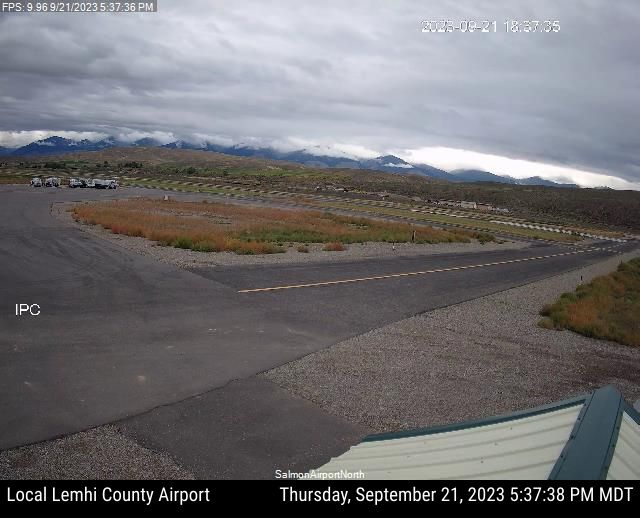 FPS: 9.96 9/21/2023 5:37:36 PM
2023-09-21 18:37:35
IPC
SalmonAirportNorth
Local Lemhi County Airport
Thursday, September 21, 2023 5:37:38 PM MDT